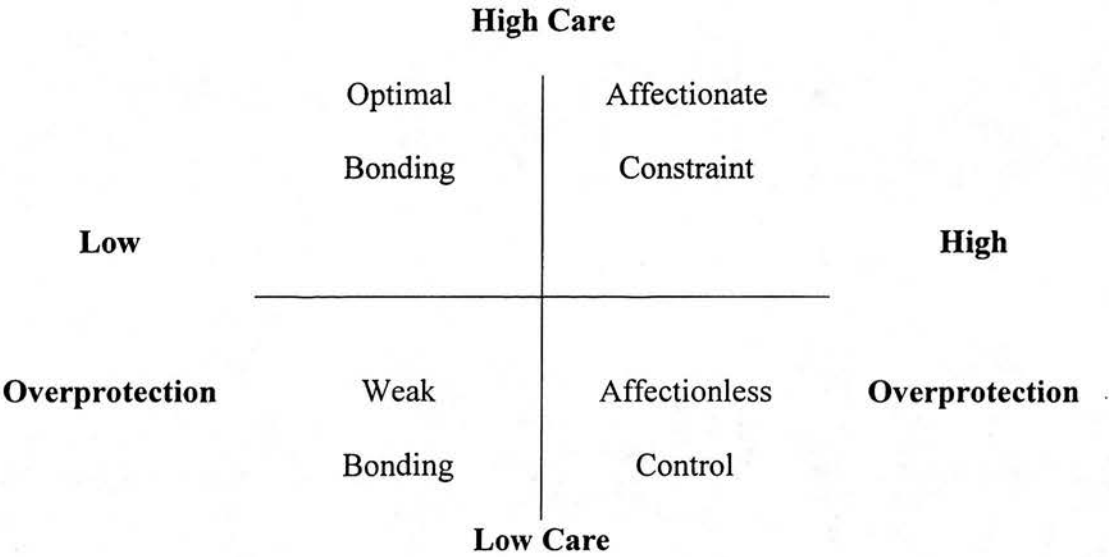 High Care
Optimal Affectionate
Bonding Constraint
Low High
Overprotection Weak Affectionless Overprotection
Bonding Control
Low Care